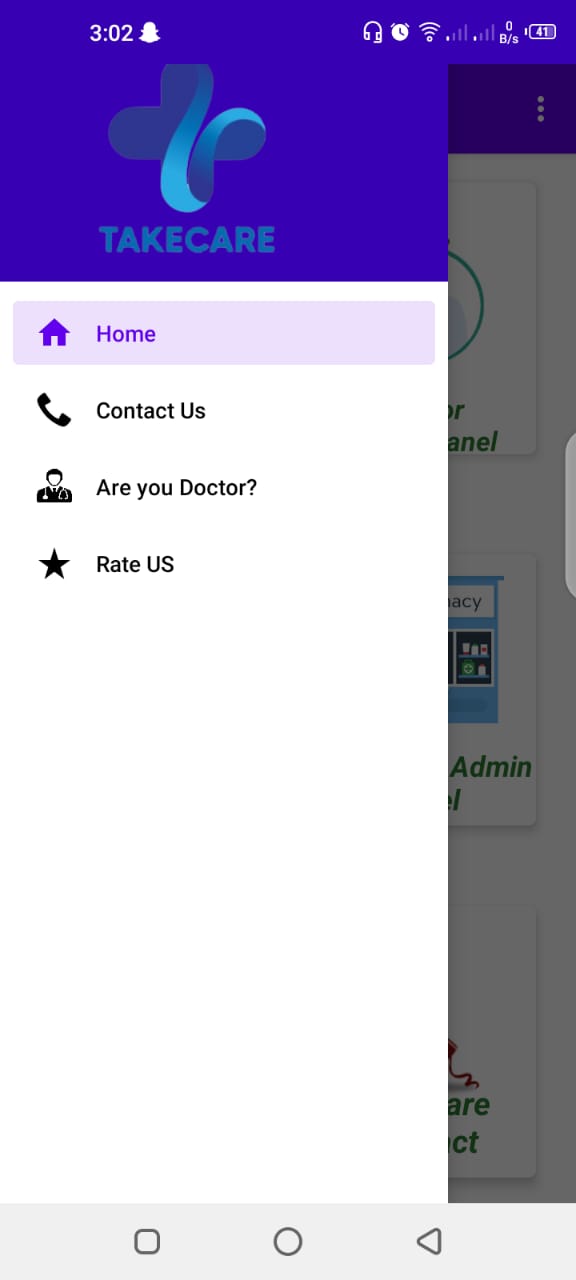 3:02
0
B/s
41
TAKECARE
Home
Contact Us
Are you Doctor?
Rate US
or
anel
acy
Admin
el
are
ct